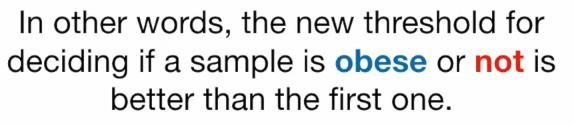 In other words, the new threshold for
deciding if a sample is obese or not is
better than the first one.